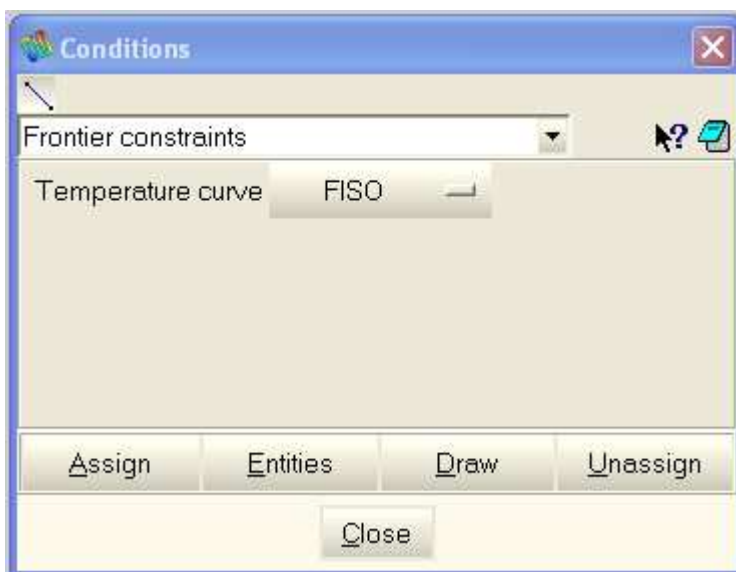 Conditions
Frontier constraints
?
Temperature curve FISO
Assign Entities Draw Unassign
Close